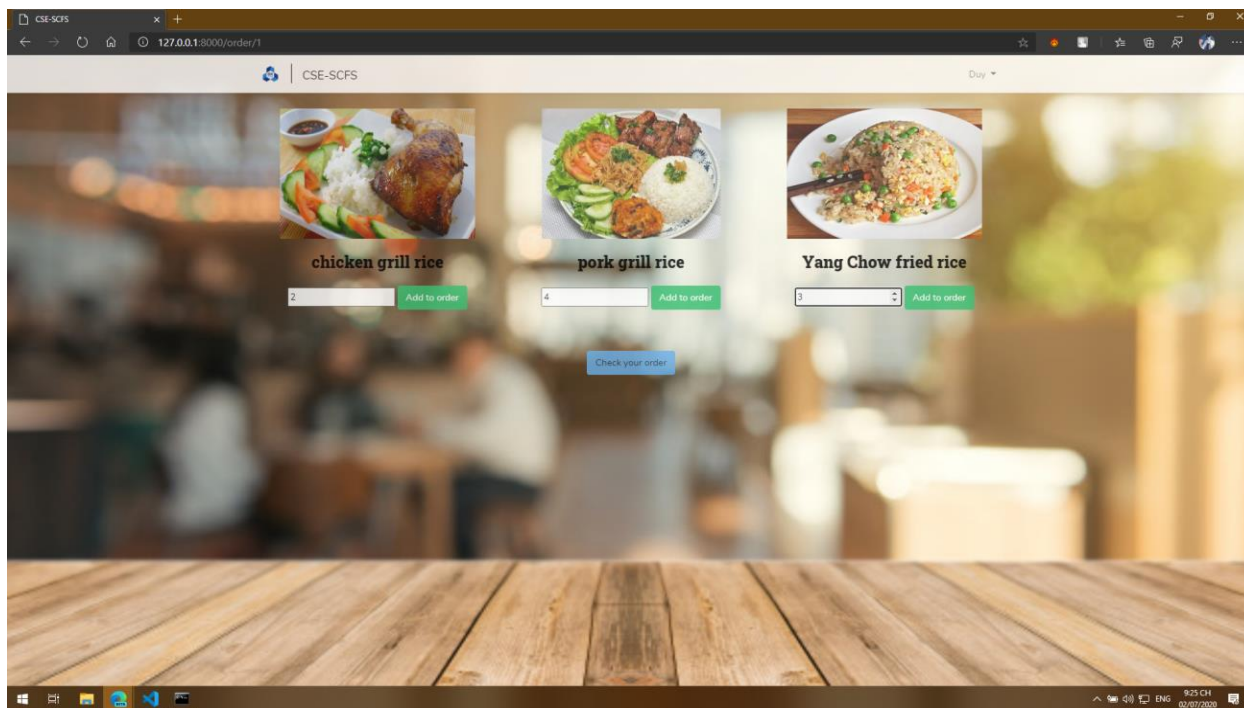 CSE-SCFS
127.0.0.1:8000/order/1
CSE-SCFS
Duy
chicken grill rice
pork grill rice
Yang Chow fried rice
2 Add to order
4 Add to order
3 Add to order
Check your order
ENG
9:25 CH
02/07/2020